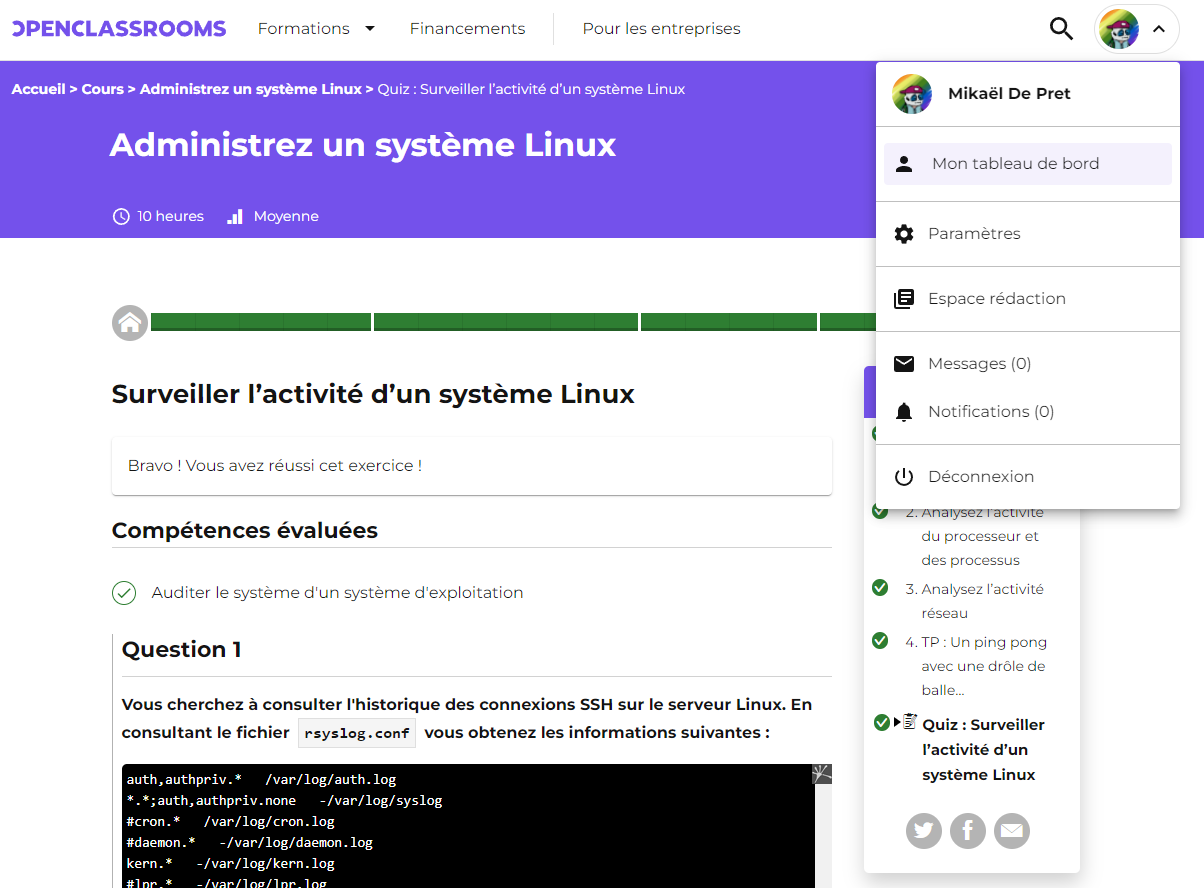 OPENCLASSROOMS
Formations
Financements
Pour les entreprises
Accueil > Cours > Administrez un système Linux > Quiz : Surveiller l’activité d’un système Linux
Administrez un système Linux
10 heures
Moyenne
Mikaël De Pret
Mon tableau de bord
Paramètres
Espace rédaction
Messages (0)
Notifications (0)
Déconnexion
Surveiller l’activité d’un système Linux
Bravo ! Vous avez réussi cet exercice !
Compétences évaluées
Auditer le système d'un système d'exploitation
Question 1
Vous cherchez à consulter l'historique des connexions SSH sur le serveur Linux. En
consultant le fichier rsyslog.conf vous obtenez les informations suivantes :
auth,authpriv.* /var/log/auth.log
*.*;auth,authpriv.none -/var/log/syslog
#cron.* /var/log/cron.log
#daemon.* -/var/log/daemon.log
kern.* -/var/log/kern.log
#lpr.* -/var/log/lpr.log
2. Analysez l’activité
du processeur et
des processus
3. Analysez l’activité
réseau
4. TP : Un ping pong
avec une drôle de
balle…
Quiz : Surveiller
l’activité d’un
système Linux